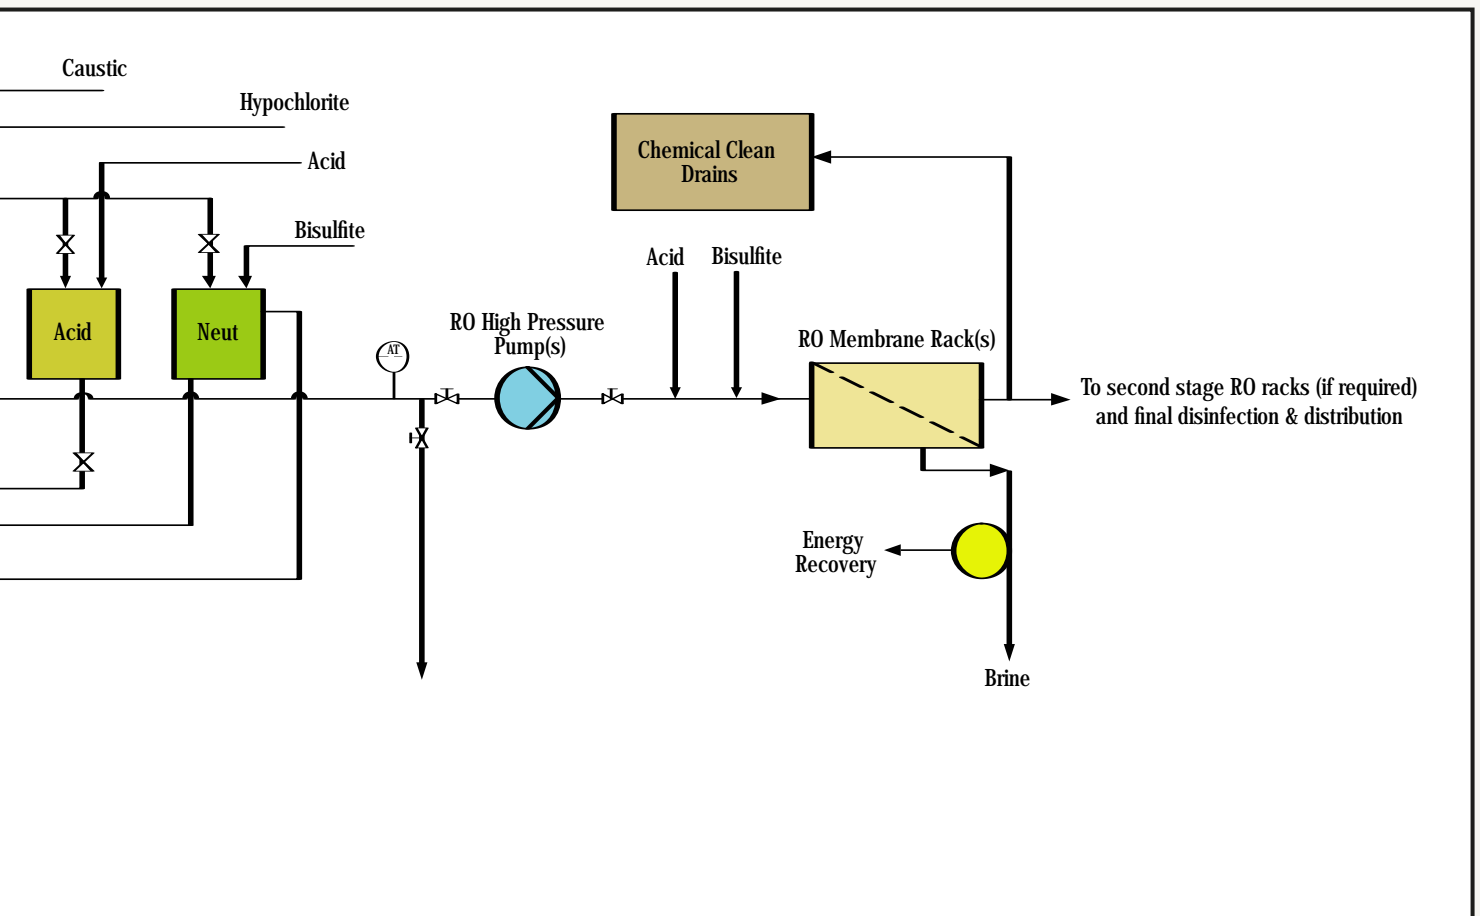 Caustic
Hypochlorite
Acid
Bisulfite
Chemical Clean
Drains
Acid
Bisulfite
Acid
Neut
AT
RO High Pressure
Pump(s)
RO Membrane Rack(s)
To second stage RO racks (if required)
and final disinfection & distribution
Energy
Recovery
Brine